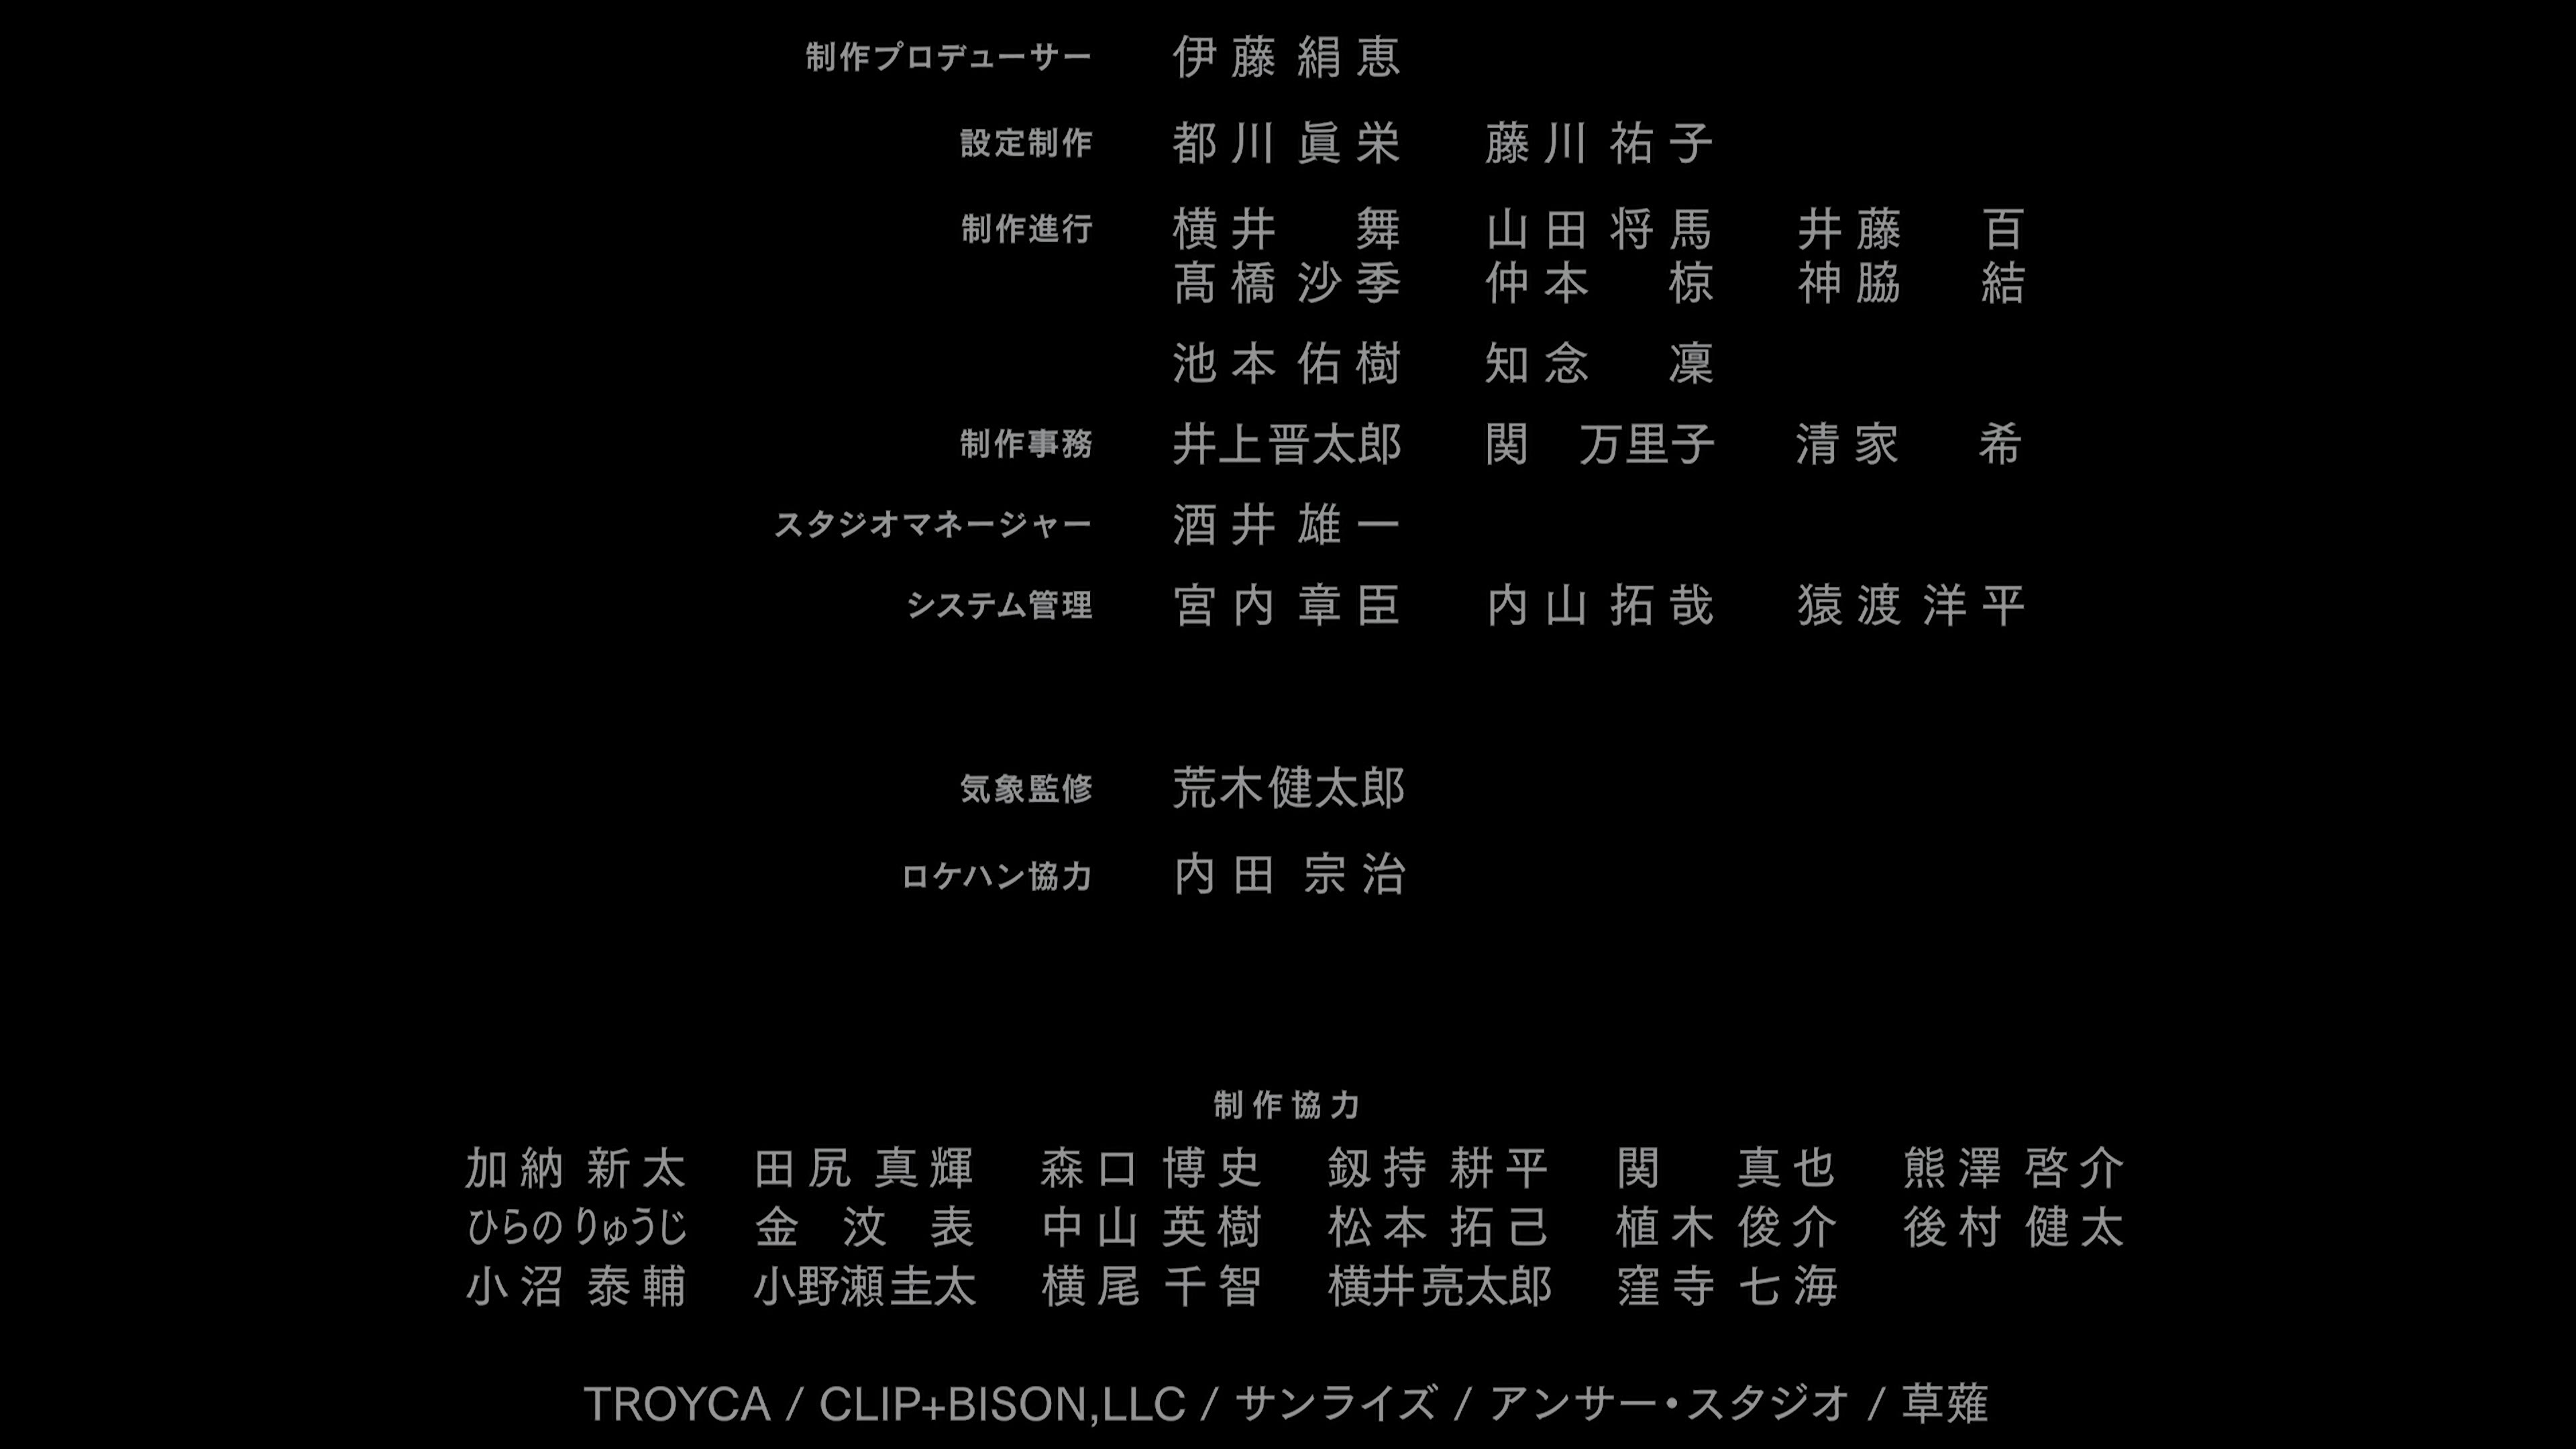 制作プロデューサー 伊藤絹恵
設定制作 都川眞栄 藤川祐子
制作進行 横井 舞 山田将馬 井藤 百
髙橋沙季 仲本 椋 神脇 結
池本佑樹 知念 凜
制作事務 井上晋太郎 関 万里子 清家 希
スタジオマネージャー 酒井雄一
システム管理 宮内章臣 内山拓哉 猿渡洋平
気象監修 荒木健太郎
ロケハン協力 内田宗治
制作協力
加納新太 田尻真輝 森口博史 釼持耕平 関 真也 熊澤啓介
ひらのりゅうじ 金 汶 表 中山英樹 松本拓己 植木俊介 後村健太
小沼泰輔 小野瀬圭太 横尾千智 横井亮太郎 窪寺七海
TROYCA / CLIP+BISON,LLC / サンライズ / アンサー・スタジオ / 草薙